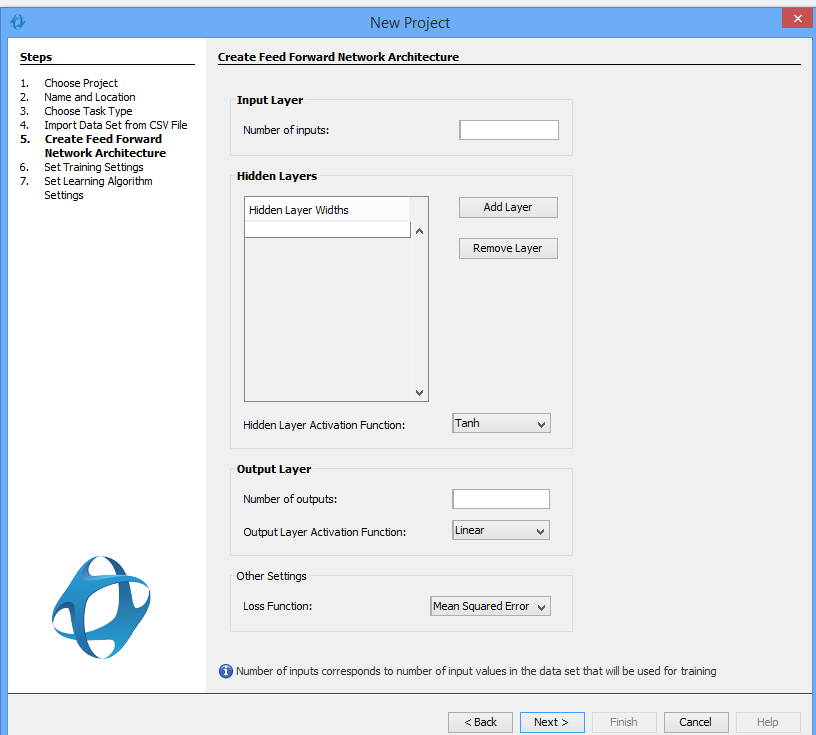 New Project
Steps
1. Choose Project
2. Name and Location
3. Choose Task Type
4. Import Data Set from CSV File
5. Create Feed Forward
Network Architecture
6. Set Training Settings
7. Set Learning Algorithm
Settings
Create Feed Forward Network Architecture
Input Layer
Number of inputs:
Hidden Layers
Hidden Layer Widths
Add Layer
Remove Layer
Hidden Layer Activation Function: Tanh
Output Layer
Number of outputs:
Output Layer Activation Function: Linear
Other Settings
Loss Function: Mean Squared Error
Number of inputs corresponds to number of input values in the data set that will be used for training
< Back Next > Finish Cancel Help